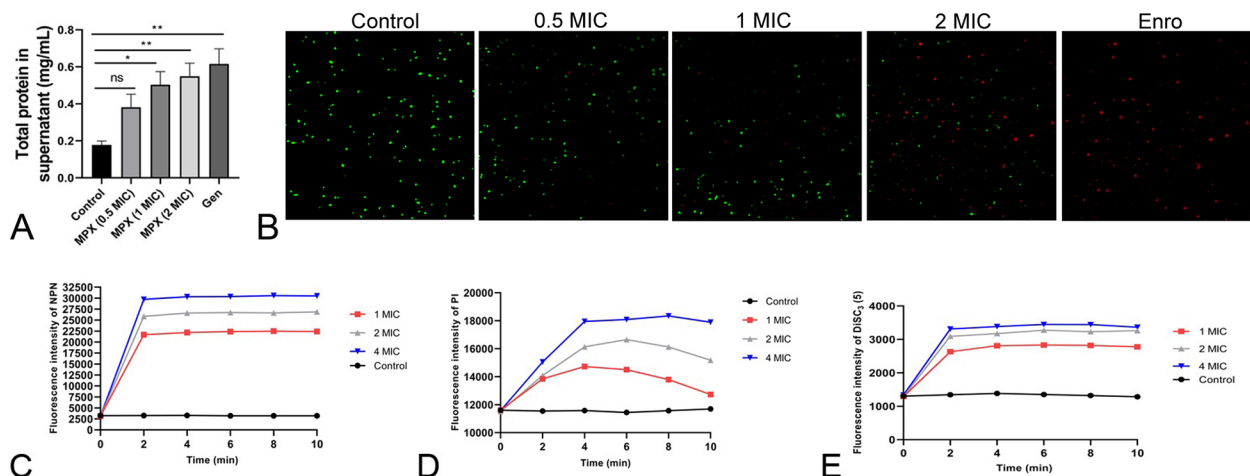 A
Total protein in
supernatant (mg/mL)
0.8
0.6
0.4
0.2
0.0
**
**
*
ns
Control
MPX (0.5 MIC)
MPX (1 MIC)
MPX (2 MIC)
Gen
B
Control
0.5 MIC
1 MIC
2 MIC
Enro
C
Fluorescence intensity of NPN
32500
30000
27500
25000
22500
20000
17500
15000
12500
10000
7500
5000
2500
0
0 2 4 6 8 10
Time (min)
1 MIC
2 MIC
4 MIC
Control
D
Fluorescence intensity of PI
20000
18000
16000
14000
12000
10000
0 2 4 6 8 10
Time (min)
Control
1 MIC
2 MIC
4 MIC
E
Fluorescence intensity of DiSC₃ (5)
4000
3000
2000
1000
0
0 2 4 6 8 10
Time (min)
1 MIC
2 MIC
4 MIC
Control